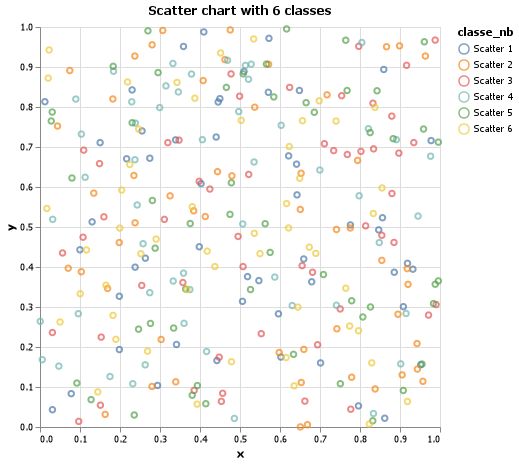 Scatter chart with 6 classes
classe_nb
Scatter 1
Scatter 2
Scatter 3
Scatter 4
Scatter 5
Scatter 6
1.0
0.9
0.8
0.7
0.6
0.5
0.4
0.3
0.2
0.1
0.0
y
0.0 0.1 0.2 0.3 0.4 0.5 0.6 0.7 0.8 0.9 1.0
x